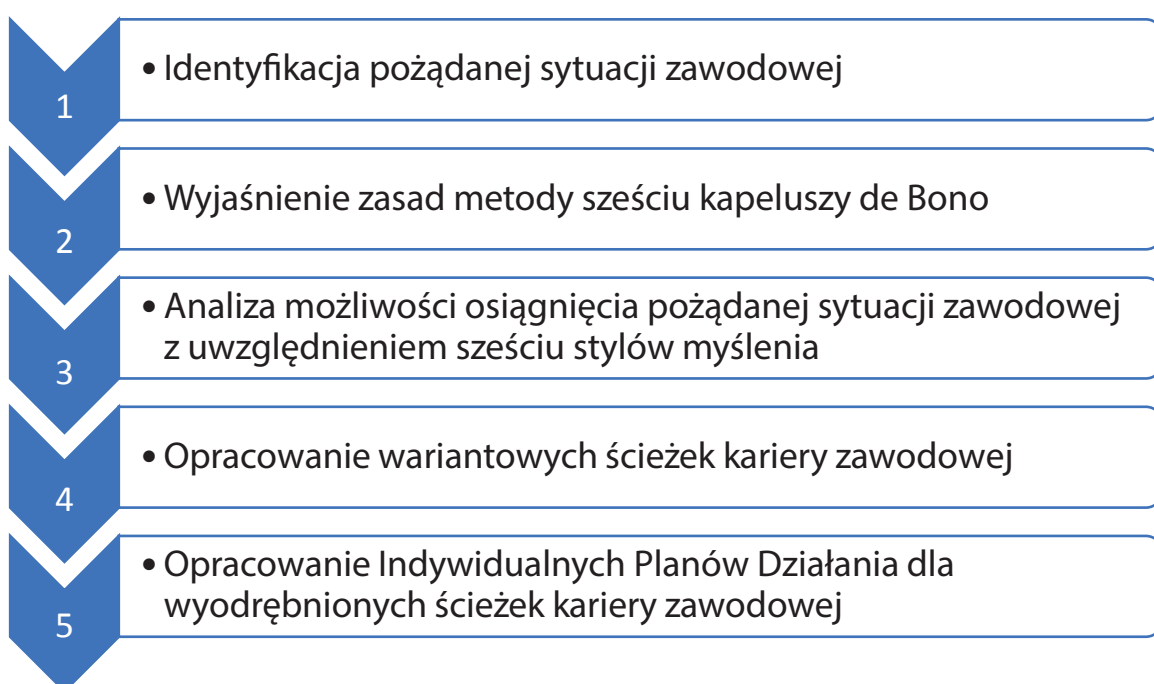 1
• Identyfikacja pożądanej sytuacji zawodowej
2
• Wyjaśnienie zasad metody sześciu kapeluszy de Bono
3
• Analiza możliwości osiągnięcia pożądanej sytuacji zawodowej
z uwzględnieniem sześciu stylów myślenia
4
• Opracowanie wariantowych ścieżek kariery zawodowej
5
• Opracowanie Indywidualnych Planów Działania dla
wyodrębnionych ścieżek kariery zawodowej